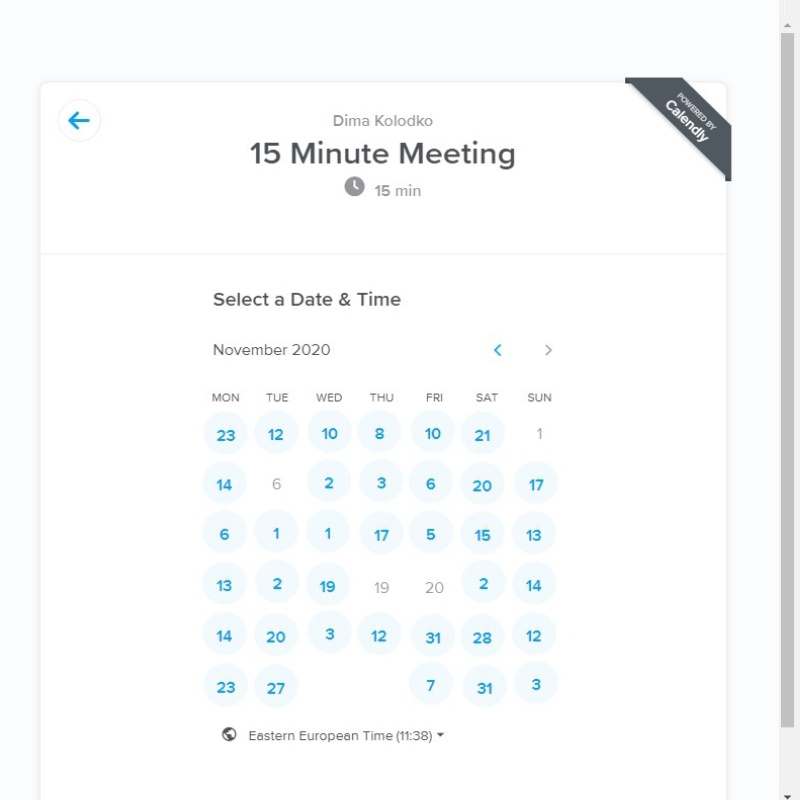 POWERED BY
Calendly
Dima Kolodko
15 Minute Meeting
15 min
Select a Date & Time
November 2020
MON TUE WED THU FRI SAT SUN
23 12 10 8 10 21 1
14 6 2 3 6 20 17
6 1 1 17 5 15 13
13 2 19 19 20 2 14
14 20 3 12 31 28 12
23 27 7 31 3
Eastern European Time (11:38)